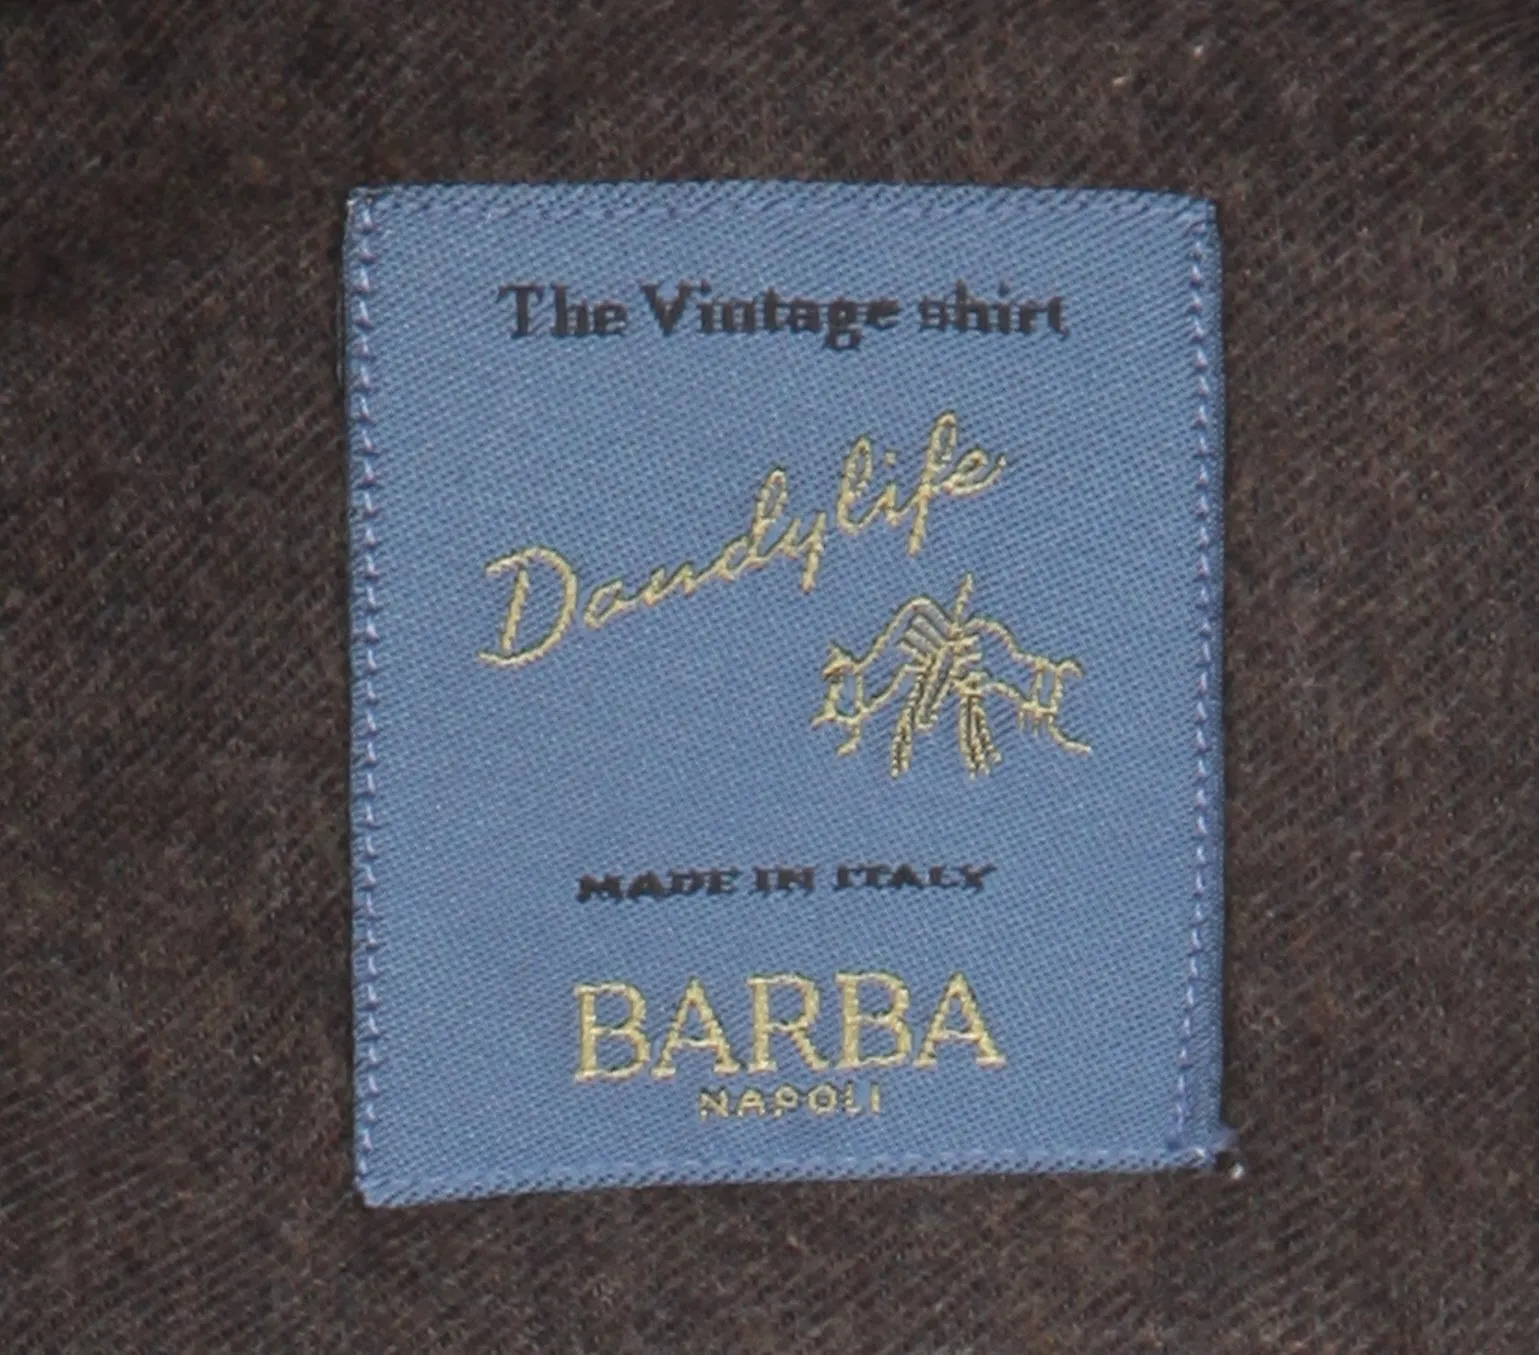 The Vintage shirt
Dandylife
MADE IN ITALY
BARBA
NAPOLI